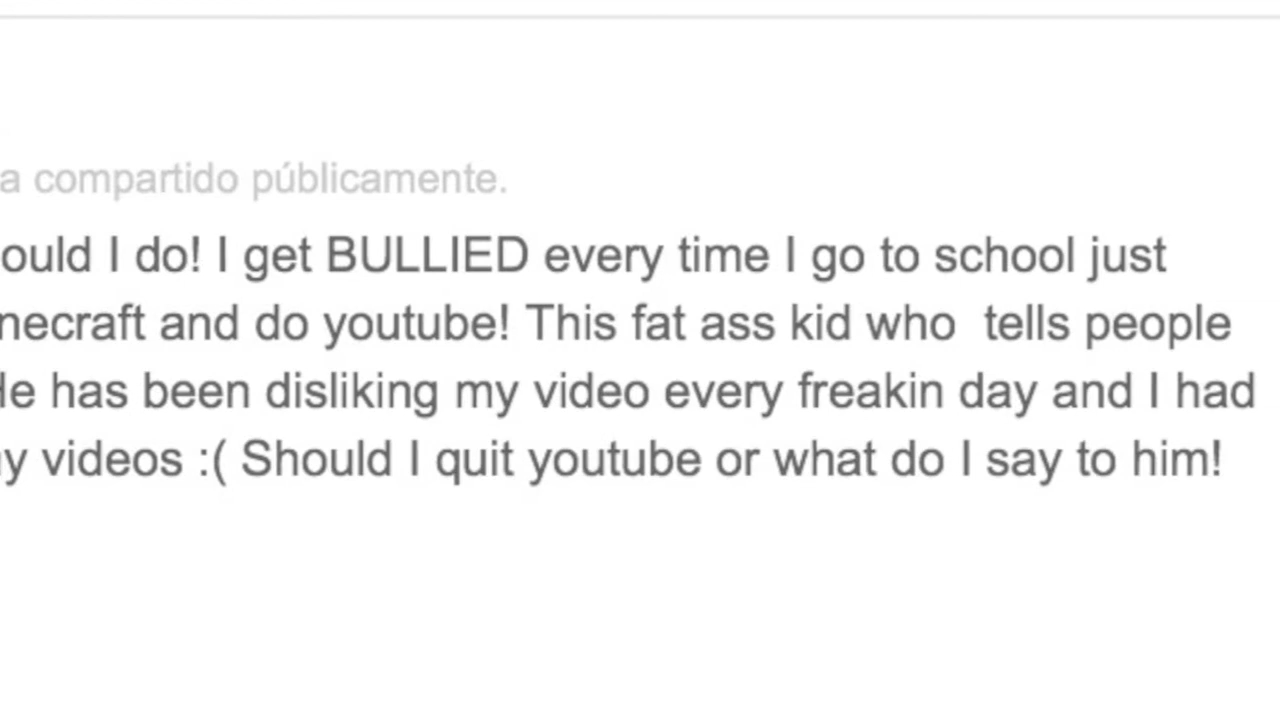 a compartido públicamente.
ould I do! I get BULLIED every time I go to school just
necraft and do youtube! This fat ass kid who  tells people
He has been disliking my video every freakin day and I had
y videos :( Should I quit youtube or what do I say to him!